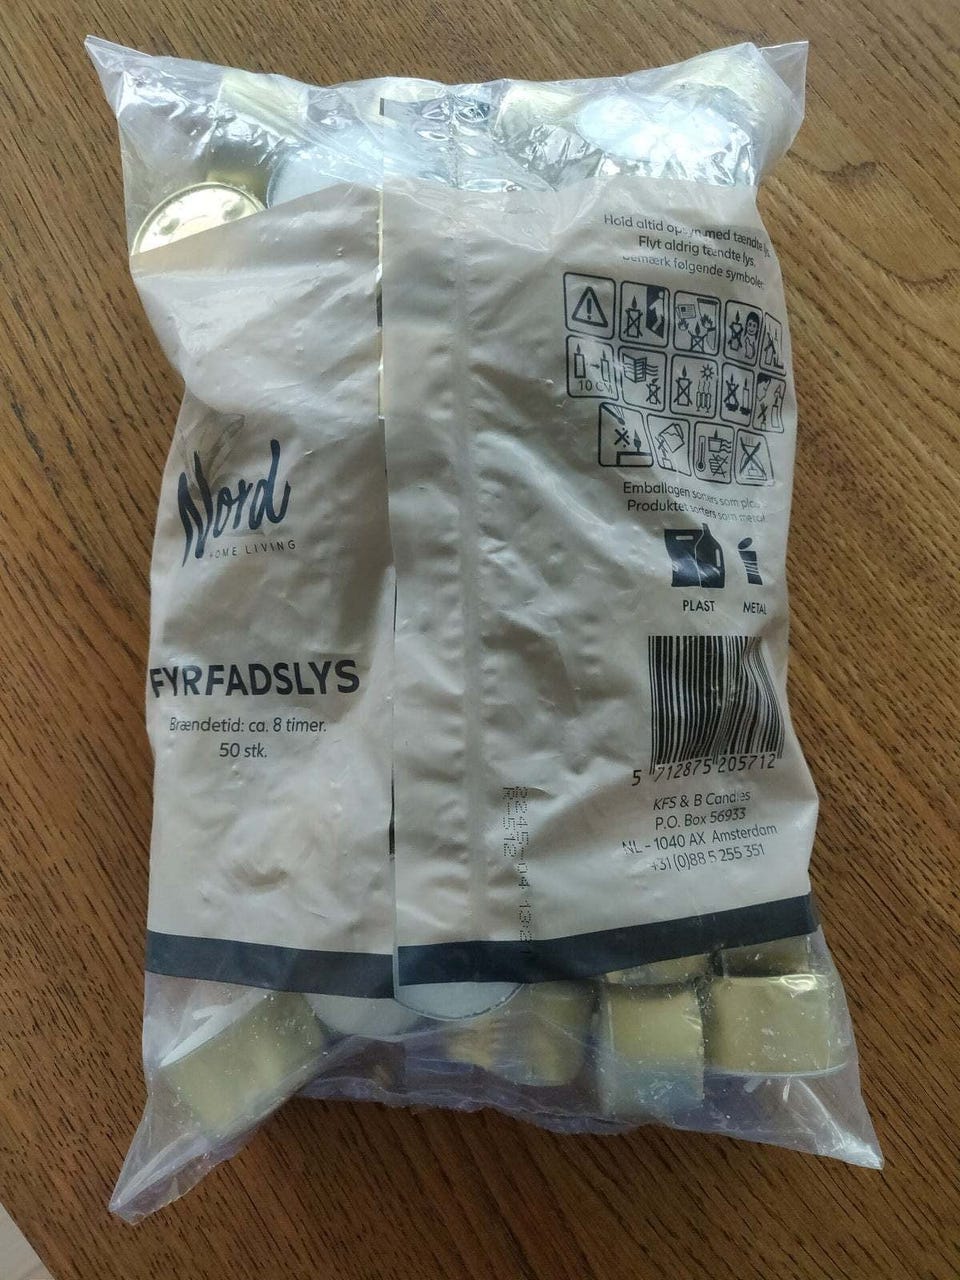 Nord
HOME LIVING
FYRFADSLYS
Brændetid: ca. 8 timer.
50 stk.
Hold altid opsyn med tændte lys.
Flyt aldrig tændte lys.
Bemærk følgende symboler:
10 CM
Emballagen sorteres som plast
Produktet sorteres som metal
PLAST
METAL
5 712875 205712
KFS & B Candles
P.O. Box 56933
NL - 1040 AX Amsterdam
+31 (0)88 5 255 351